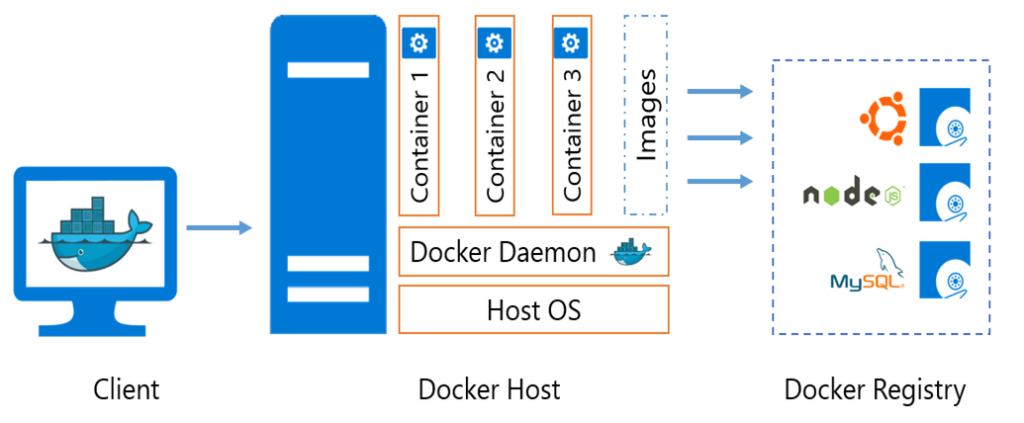 Container 1
Container 2
Container 3
Images
node
JS
MySQL
Docker Daemon
Host OS
Client
Docker Host
Docker Registry